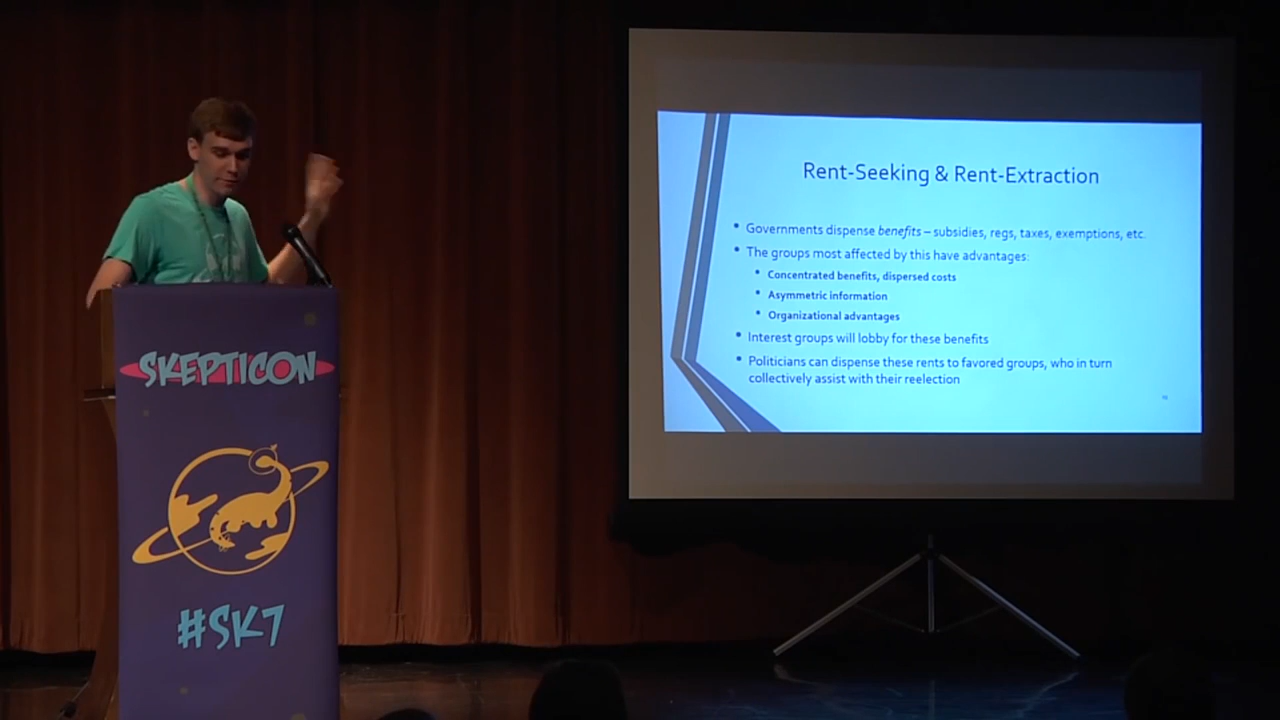 SKEPTICON
#SK7
Rent-Seeking & Rent-Extraction
• Governments dispense benefits – subsidies, regs, taxes, exemptions, etc.
• The groups most affected by this have advantages:
• Concentrated benefits, dispersed costs
• Asymmetric information
• Organizational advantages
• Interest groups will lobby for these benefits
• Politicians can dispense these rents to favored groups, who in turn
collectively assist with their reelection